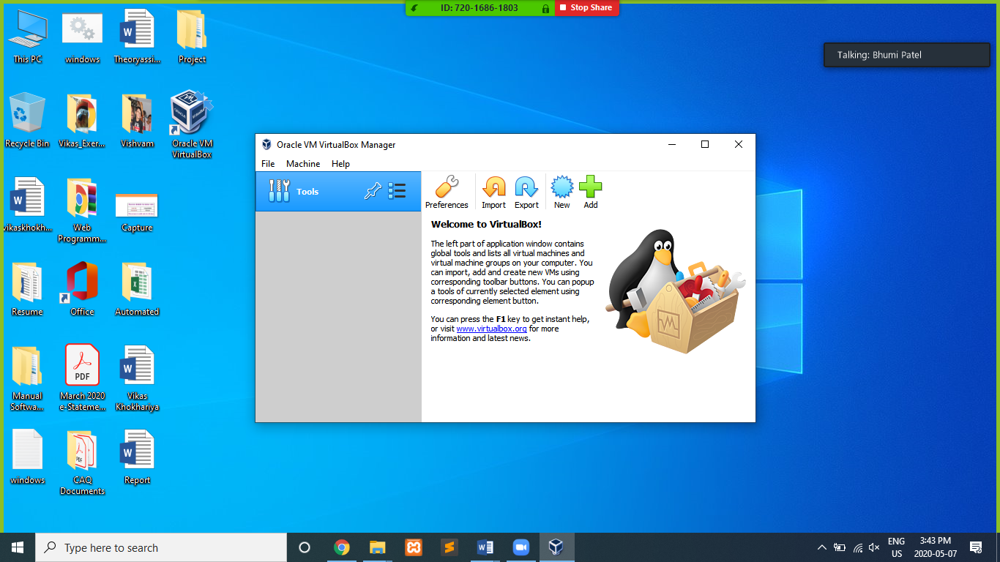 ID: 720-1686-1803
Stop Share
Talking: Bhumi Patel
This PC
windows
Theoryassi...
Project
Recycle Bin
Vikas_Exer...
Vishvam
Oracle VM
VirtualBox
vikaskhokh...
Web
Programm...
Capture
Resume
Office
Automated
Manual
Softwa...
PDF
March 2020
e-Stateme...
Vikas
Khokhariya
windows
CAQ
Documents
Report
Oracle VM VirtualBox Manager
File Machine Help
Tools
Preferences
Import
Export
New
Add
Welcome to VirtualBox!
The left part of application window contains
global tools and lists all virtual machines and
virtual machine groups on your computer. You
can import, add and create new VMs using
corresponding toolbar buttons. You can popup
a tools of currently selected element using
corresponding element button.
You can press the F1 key to get instant help,
or visit www.virtualbox.org for more
information and latest news.
Type here to search
ENG
US
3:43 PM
2020-05-07